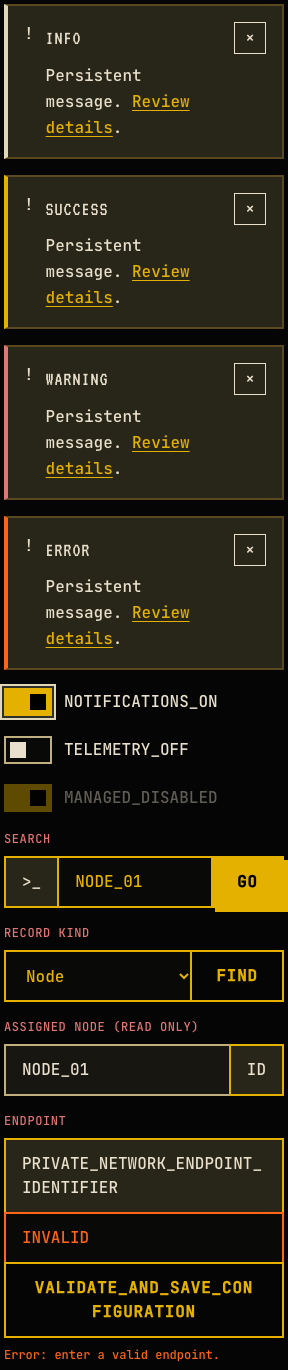 ! INFO ×
Persistent
message. Review
details.
! SUCCESS ×
Persistent
message. Review
details.
! WARNING ×
Persistent
message. Review
details.
! ERROR ×
Persistent
message. Review
details.
NOTIFICATIONS_ON
TELEMETRY_OFF
MANAGED_DISABLED
SEARCH
>_ NODE_01 GO
RECORD KIND
Node FIND
ASSIGNED NODE (READ ONLY)
NODE_01 ID
ENDPOINT
PRIVATE_NETWORK_ENDPOINT_
IDENTIFIER
INVALID
VALIDATE_AND_SAVE_CON
FIGURATION
Error: enter a valid endpoint.